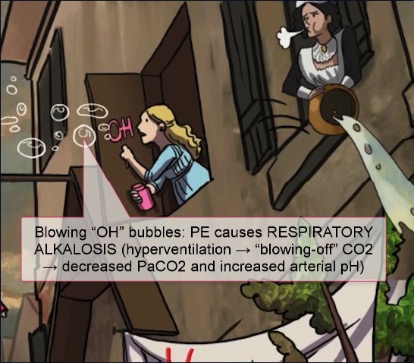 OH
Blowing “OH” bubbles: PE causes RESPIRATORY
ALKALOSIS (hyperventilation → “blowing-off” CO2
→ decreased PaCO2 and increased arterial pH)